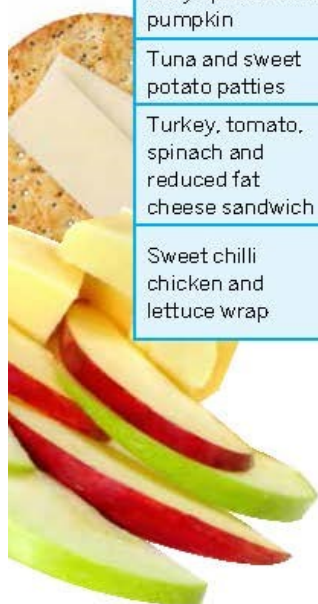 pumpkin
Tuna and sweet
potato patties
Turkey, tomato,
spinach and
reduced fat
cheese sandwich
Sweet chilli
chicken and
lettuce wrap